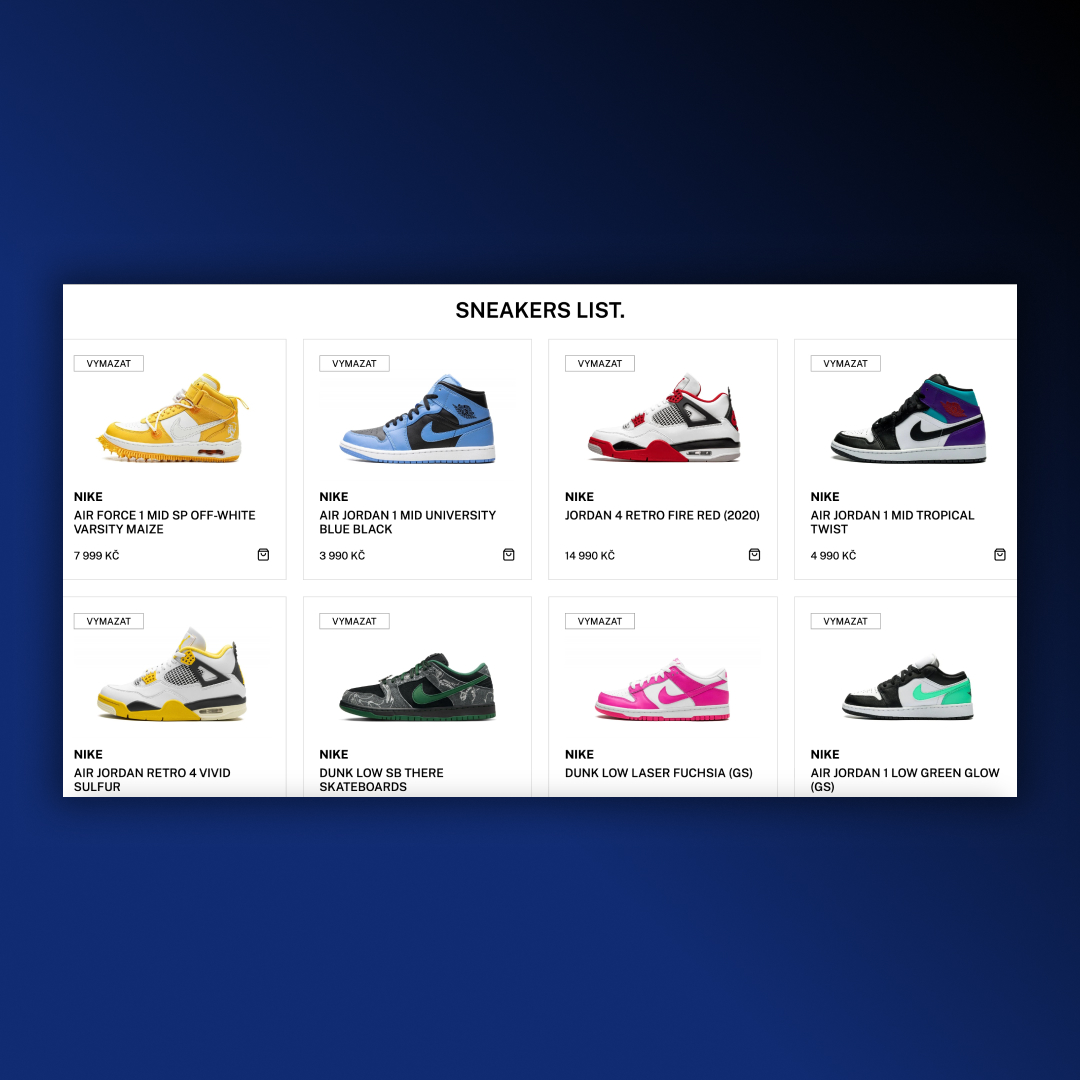 SNEAKERS LIST.
VYMAZAT
NIKE
AIR FORCE 1 MID SP OFF-WHITE
VARSITY MAIZE
7 999 KČ
VYMAZAT
NIKE
AIR JORDAN 1 MID UNIVERSITY
BLUE BLACK
3 990 KČ
VYMAZAT
NIKE
JORDAN 4 RETRO FIRE RED (2020)
14 990 KČ
VYMAZAT
NIKE
AIR JORDAN 1 MID TROPICAL
TWIST
4 990 KČ
VYMAZAT
NIKE
AIR JORDAN RETRO 4 VIVID
SULFUR
VYMAZAT
NIKE
DUNK LOW SB THERE
SKATEBOARDS
VYMAZAT
NIKE
DUNK LOW LASER FUCHSIA (GS)
VYMAZAT
NIKE
AIR JORDAN 1 LOW GREEN GLOW
(GS)